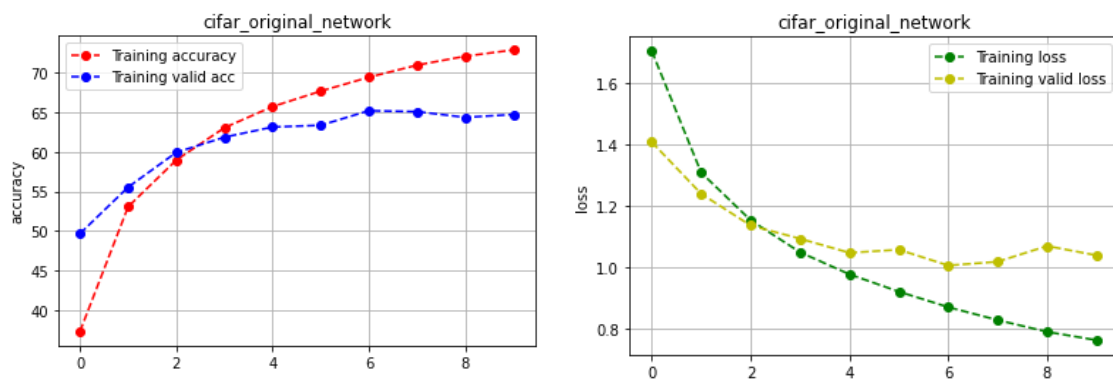 cifar_original_network
Training accuracy
Training valid acc
accuracy
70
65
60
55
50
45
40
0 2 4 6 8
cifar_original_network
Training loss
Training valid loss
loss
1.6
1.4
1.2
1.0
0.8
0 2 4 6 8